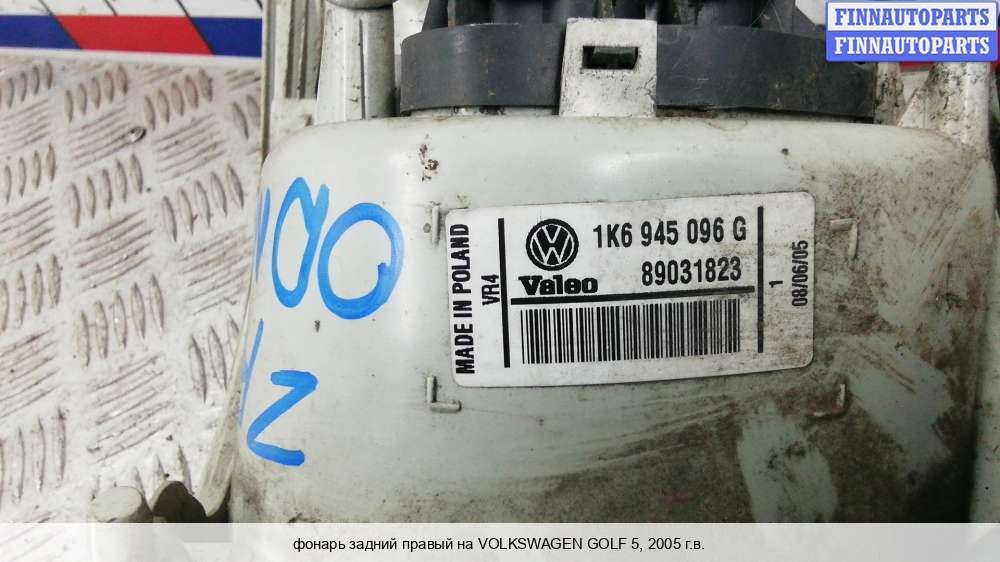 FINNAUTOPARTS
FINNAUTOPARTS
1K6 945 096 G
89031823
Valeo
MADE IN POLAND
VR4
1
08/06/05
фонарь задний правый на VOLKSWAGEN GOLF 5, 2005 г.в.